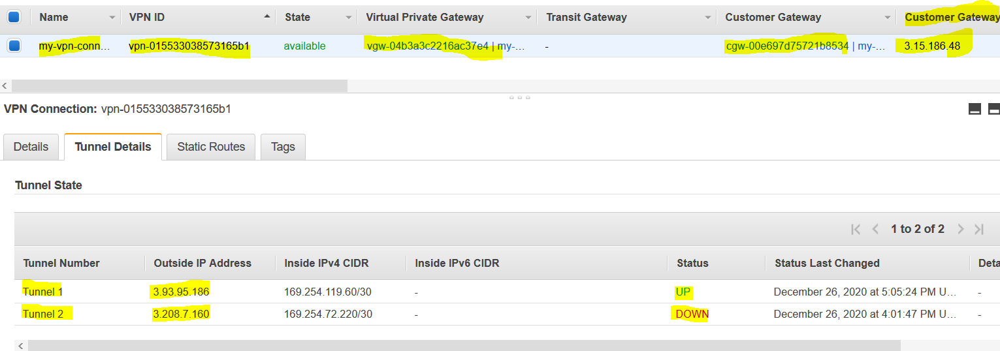 Name VPN ID State Virtual Private Gateway Transit Gateway Customer Gateway Customer Gateway
my-vpn-conn... vpn-015533038573165b1 available vgw-04b3a3c2216ac37e4 | my-... - cgw-00e697d75721b8534 | my-... 3.15.186.48
VPN Connection: vpn-015533038573165b1
Details Tunnel Details Static Routes Tags
Tunnel State
1 to 2 of 2
Tunnel Number Outside IP Address Inside IPv4 CIDR Inside IPv6 CIDR Status Status Last Changed Deta
Tunnel 1 3.93.95.186 169.254.119.60/30 - UP December 26, 2020 at 5:05:24 PM U... -
Tunnel 2 3.208.7.160 169.254.72.220/30 - DOWN December 26, 2020 at 4:01:47 PM U... -